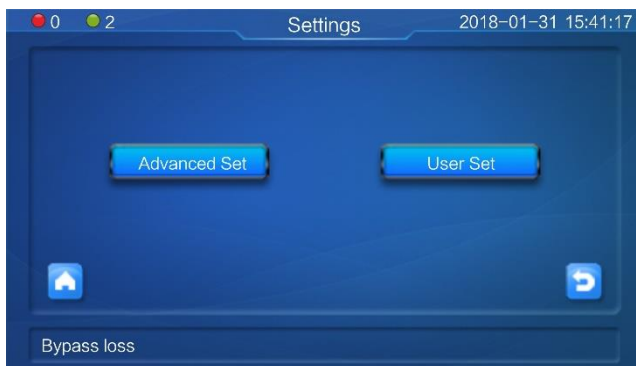 0 2 Settings 2018-01-31 15:41:17
Advanced Set User Set
Bypass loss